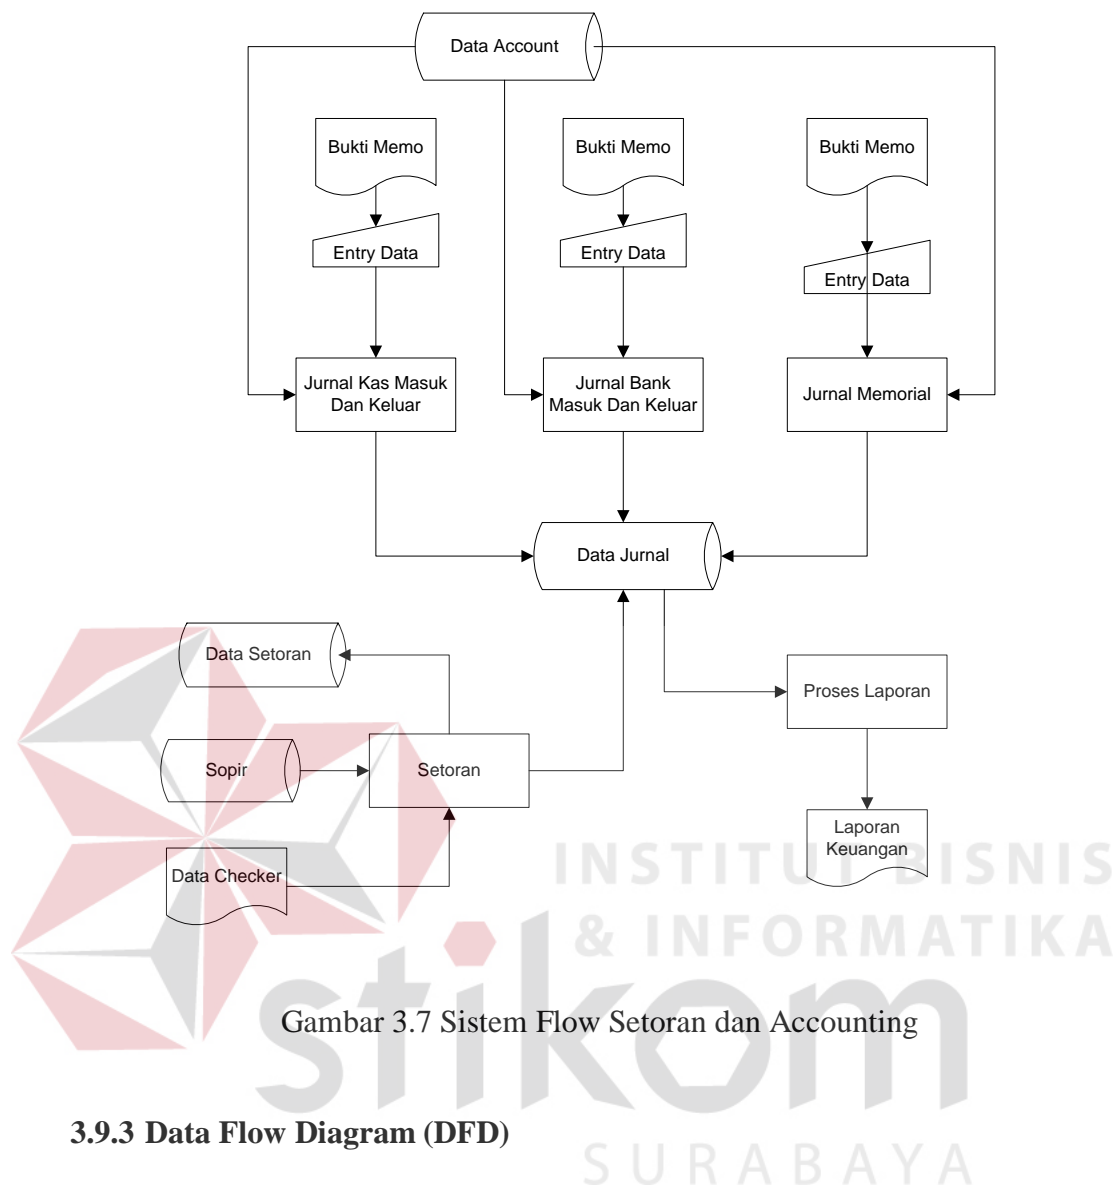 Data Account
Bukti Memo
Bukti Memo
Bukti Memo
Entry Data
Entry Data
Entry Data
Jurnal Kas Masuk
Dan Keluar
Jurnal Bank
Masuk Dan Keluar
Jurnal Memorial
Data Jurnal
Data Setoran
Proses Laporan
Sopir
Setoran
Laporan
Keuangan
Data Checker
INSTITUT BISNIS
& INFORMATIKA
stikom
SURABAYA
Gambar 3.7 Sistem Flow Setoran dan Accounting
3.9.3 Data Flow Diagram (DFD)